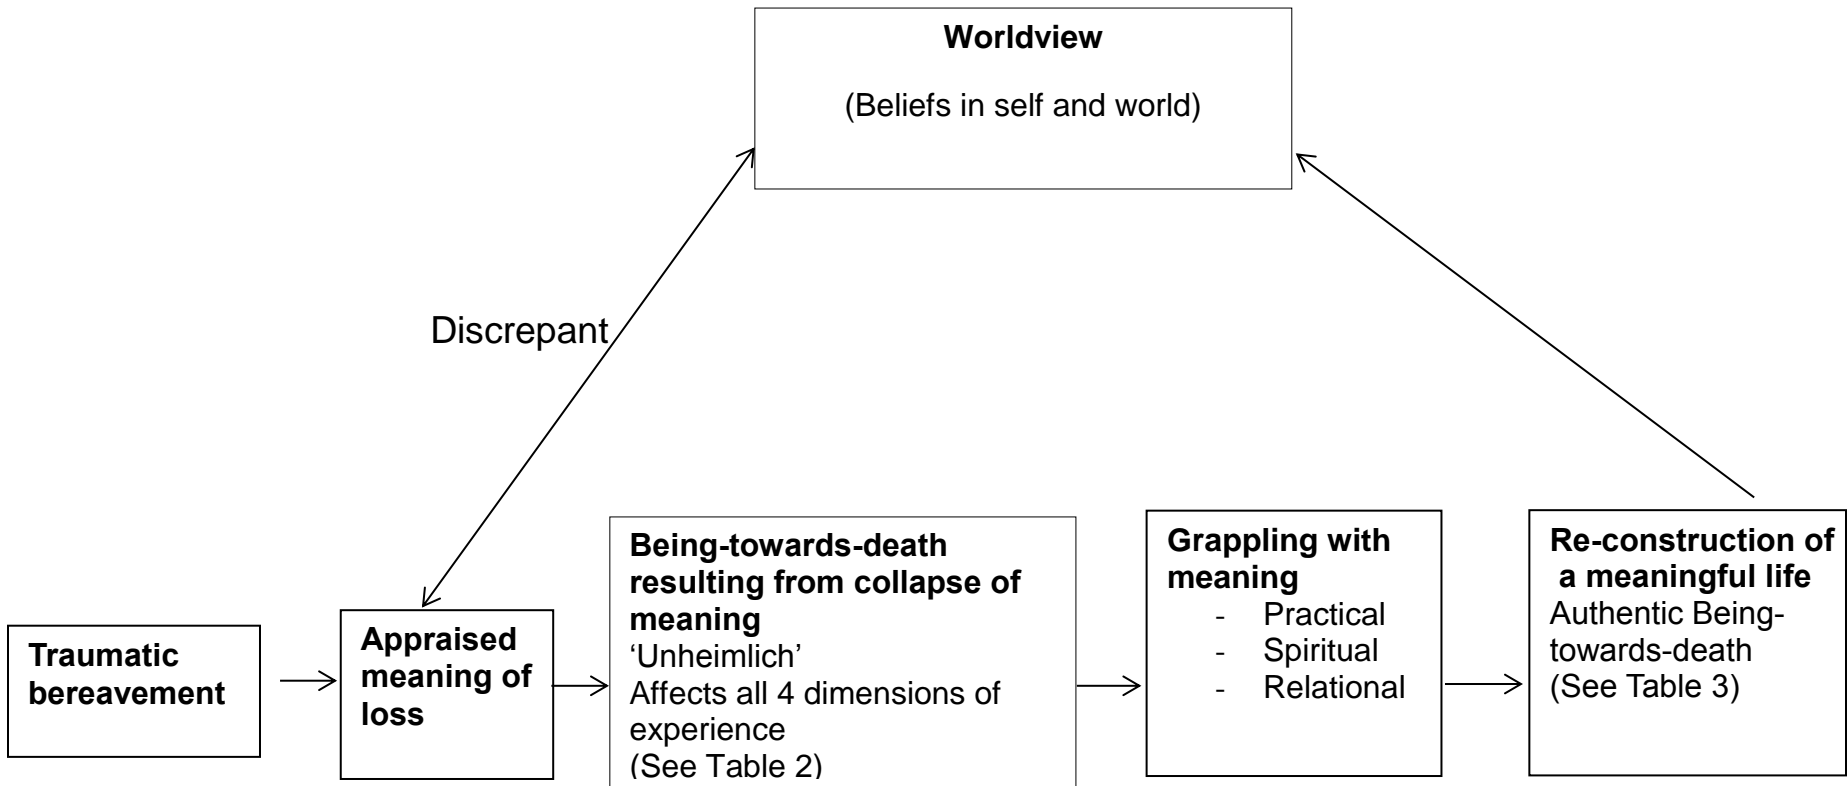 Worldview
(Beliefs in self and world)
Discrepant
Traumatic
bereavement
Appraised
meaning of
loss
Being-towards-death
resulting from collapse of
meaning
‘Unheimlich’
Affects all 4 dimensions of
experience
(See Table 2)
Grappling with
meaning
- Practical
- Spiritual
- Relational
Re-construction of
a meaningful life
Authentic Being-
towards-death
(See Table 3)